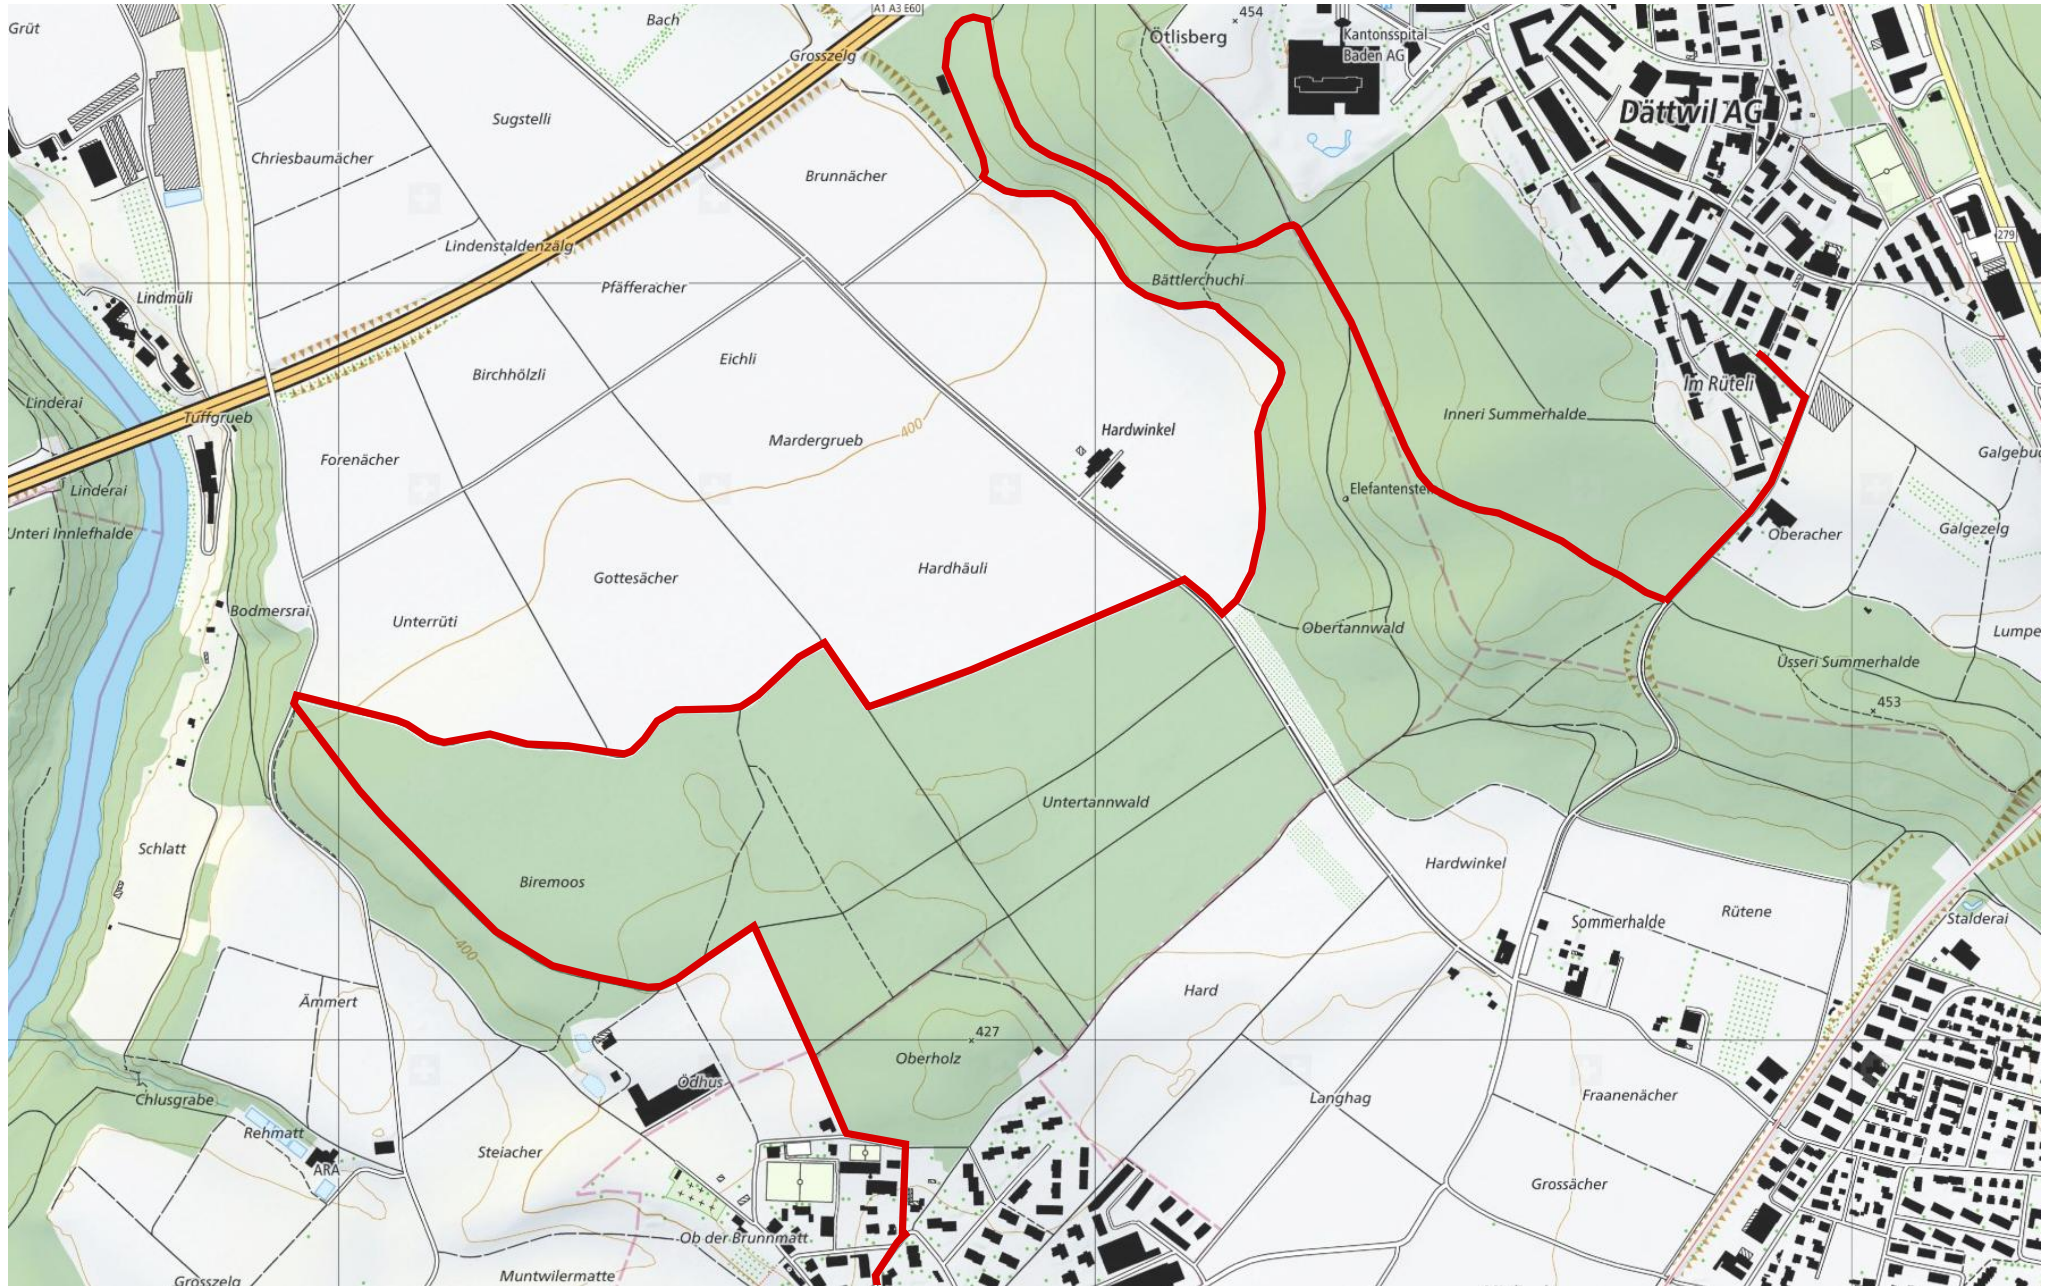 Grüt
Bach
A1 A3 E60
454
Ötlisberg
Kantonsspital
Baden AG
Grosszelg
Dättwil AG
Sugstelli
Chriesbaumächer
Brunnächer
279
Lindenstaldenzälg
Pfäfferacher
Bättlerchuchi
Lindmüli
Eichli
Birchhölzli
Im Rüteli
Linderai
Tüffgrueb
400
Hardwinkel
Inneri Summerhalde
Mardergrueb
Forenächer
Galgebu
Linderai
Elefantenstei
Unteri Innlefhalde
Oberacher
Galgezelg
Hardhäuli
Gottesächer
r
Bodmersrai
Unterrüti
Obertannwald
Lumpe
Üsseri Summerhalde
453
Untertannwald
Schlatt
Hardwinkel
Biremoos
Rütene
Sommerhalde
Stalderai
400
Ämmert
Hard
427
Oberholz
Ödhus
Chlusgrabe
Langhag
Fraanenächer
Rehmatt
ARA
Steiacher
Grossächer
Ob der Brunnmatt
Muntwilermatte
Grosszelg